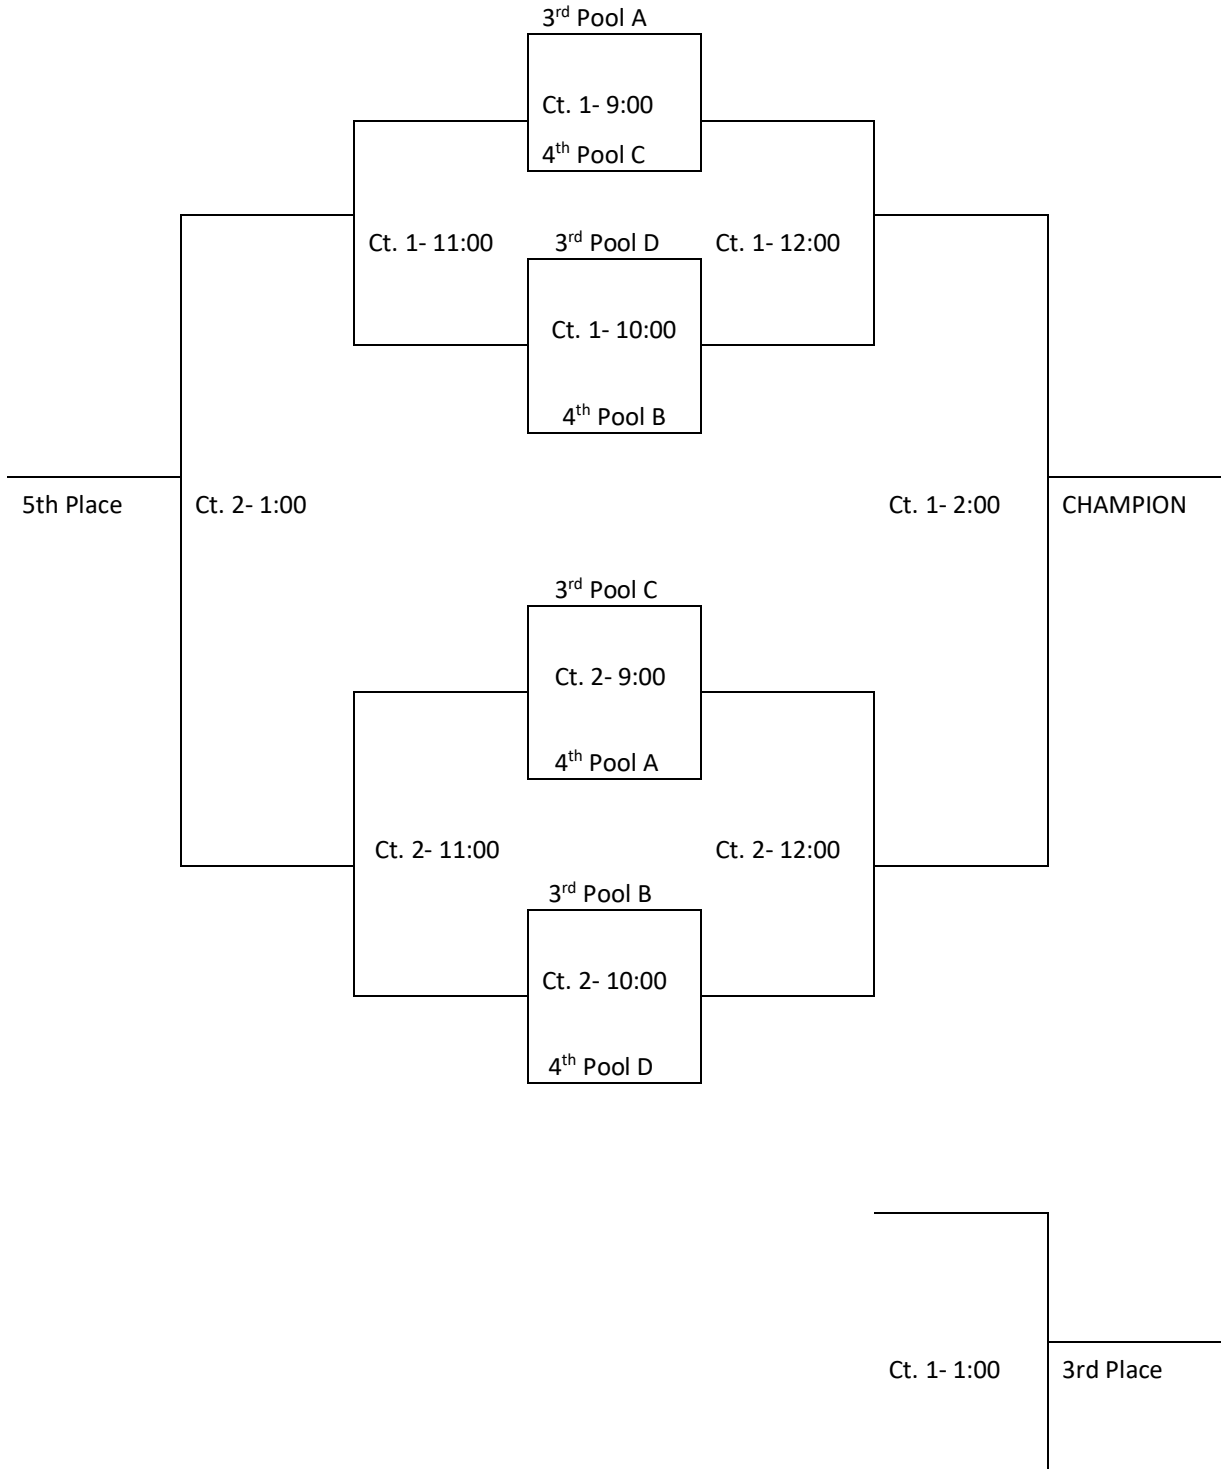 3rd Pool A
Ct. 1- 9:00
4th Pool C
Ct. 1- 11:00
3rd Pool D
Ct. 1- 12:00
Ct. 1- 10:00
4th Pool B
5th Place
Ct. 2- 1:00
Ct. 1- 2:00
CHAMPION
3rd Pool C
Ct. 2- 9:00
4th Pool A
Ct. 2- 11:00
Ct. 2- 12:00
3rd Pool B
Ct. 2- 10:00
4th Pool D
Ct. 1- 1:00
3rd Place